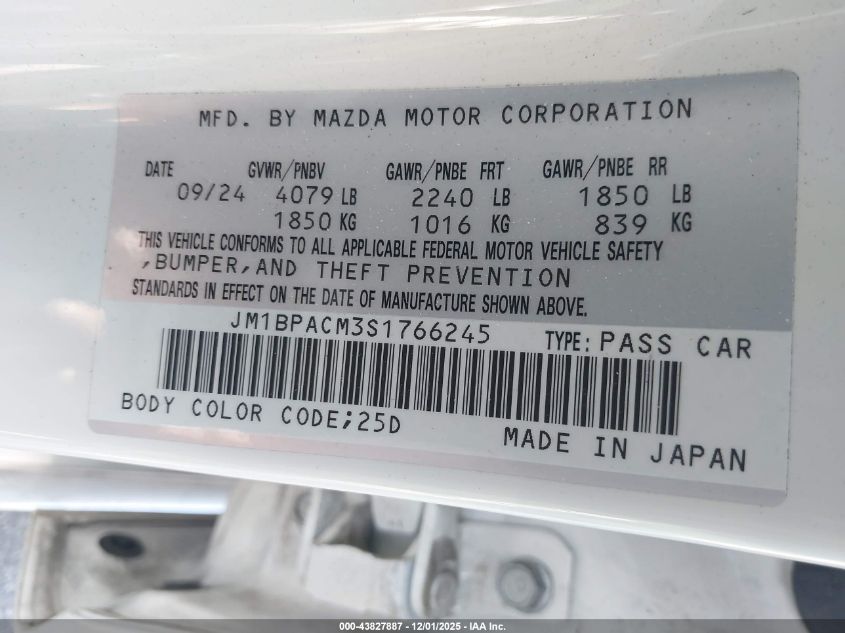 MFD. BY MAZDA MOTOR CORPORATION
DATE GVWR/PNBV GAWR/PNBE FRT GAWR/PNBE RR
09/24 4079 LB 2240 LB 1850 LB
1850 KG 1016 KG 839 KG
THIS VEHICLE CONFORMS TO ALL APPLICABLE FEDERAL MOTOR VEHICLE SAFETY
,BUMPER,AND THEFT PREVENTION
STANDARDS IN EFFECT ON THE DATE OF MANUFACTURE SHOWN ABOVE.
JM1BPACM3S1766245 TYPE: PASS CAR
BODY COLOR CODE;25D MADE IN JAPAN
000-43827887 - 12/01/2025 - IAA Inc.